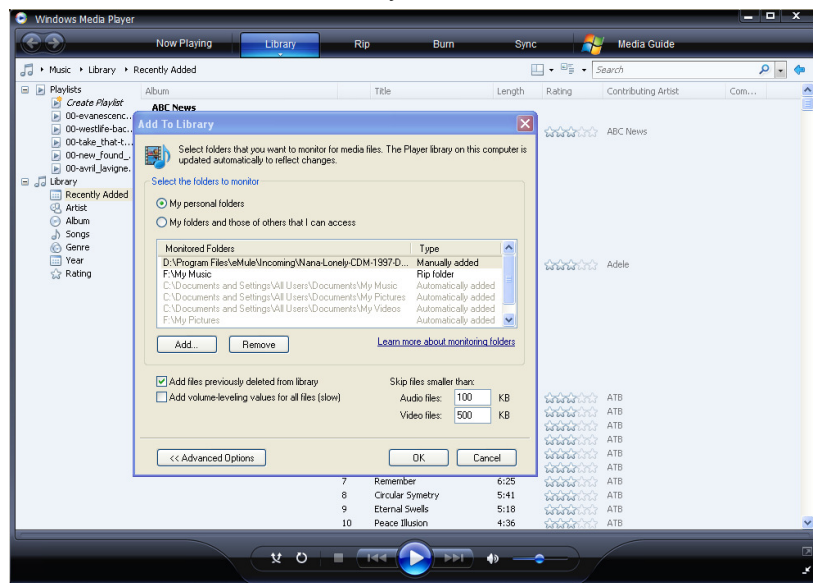 Windows Media Player
Now Playing Library Rip Burn Sync Media Guide
Music Library Recently Added Search
Playlists Album Title Length Rating Contributing Artist Com...
Create Playlist ABC News
00-evanescenc...
00-westlife-bac... ABC News
00-take_that-t...
00-new_found_.
00-avril_lavigne.
Library
Recently Added
Artist
Album
Songs
Genre
Year Adele
Rating
Add To Library
Select folders that you want to monitor for media files. The Player library on this computer is
updated automatically to reflect changes.
Select the folders to monitor
My personal folders
My folders and those of others that I can access
Monitored Folders Type
D:\Program Files\eMule\Incoming\Nana-Lonely-CDM-1997-D... Manually added
F:\My Music Rip folder
C:\Documents and Settings\All Users\Documents\My Music Automatically added
C:\Documents and Settings\All Users\Documents\My Pictures Automatically added
C:\Documents and Settings\All Users\Documents\My Videos Automatically added
F:\My Pictures Automatically added
Add... Remove Learn more about monitoring folders
Add files previously deleted from library Skip files smaller than:
Add volume-leveling values for all files (slow) Audio files: 100 KB
Video files: 500 KB
<< Advanced Options OK Cancel
ATB
ATB
ATB
ATB
ATB
ATB
7 Remember 6:25 ATB
8 Circular Symetry 5:41 ATB
9 Eternal Swells 5:18 ATB
10 Peace Illusion 4:36 ATB